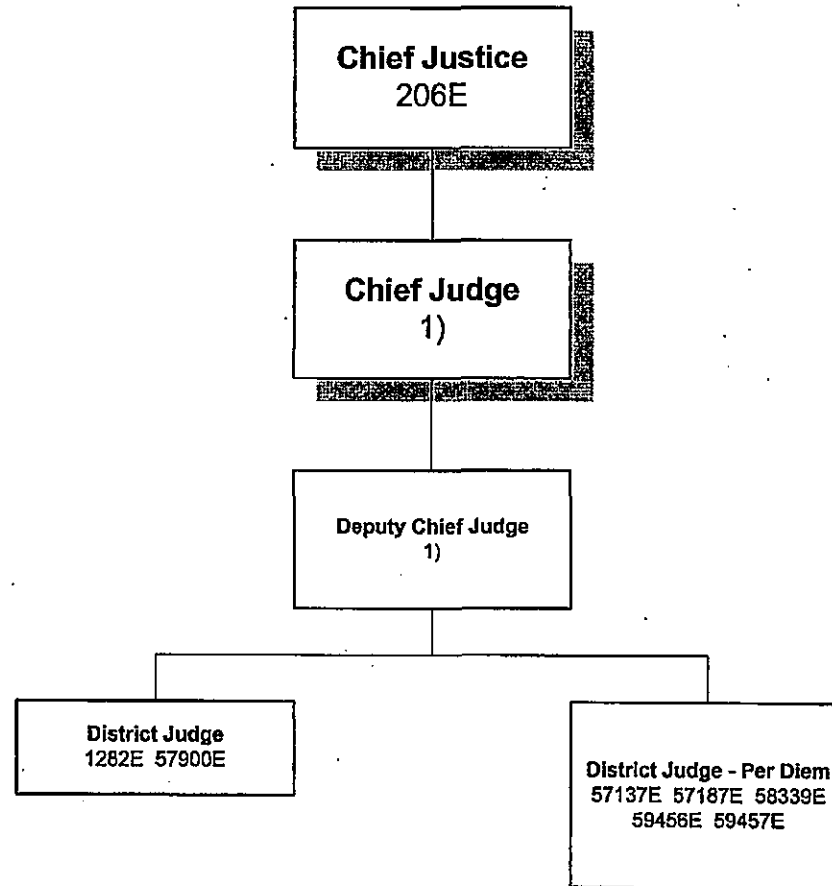 Chief Justice
206E
Chief Judge
1)
Deputy Chief Judge
1)
District Judge
1282E 57900E
District Judge - Per Diem
57137E 57187E 58339E
59456E 59457E